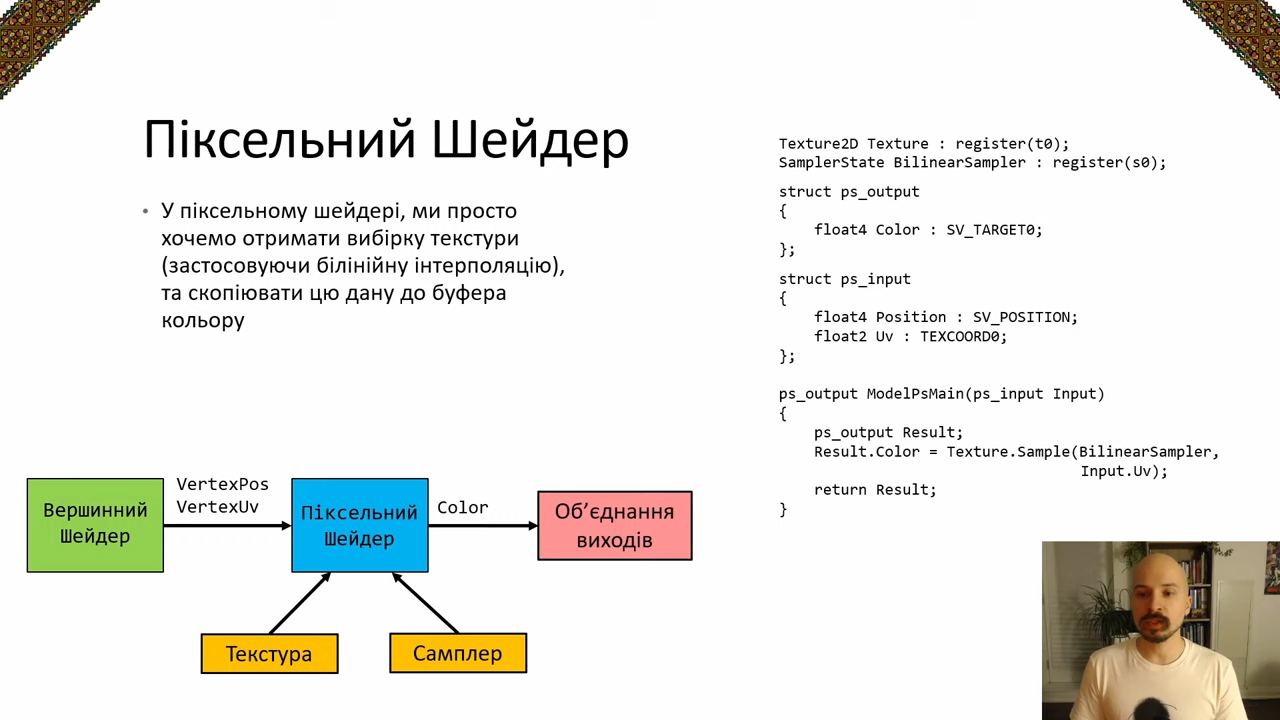 Піксельний Шейдер
• У піксельному шейдері, ми просто
хочемо отримати вибірку текстури
(застосовуючи білінійну інтерполяцію),
та скопіювати цю дану до буфера
кольору
Texture2D Texture : register(t0);
SamplerState BilinearSampler : register(s0);
struct ps_output
{
    float4 Color : SV_TARGET0;
};
struct ps_input
{
    float4 Position : SV_POSITION;
    float2 Uv : TEXCOORD0;
};
ps_output ModelPsMain(ps_input Input)
{
    ps_output Result;
    Result.Color = Texture.Sample(BilinearSampler,
                                  Input.Uv);
    return Result;
}
Вершинний
Шейдер
VertexPos
VertexUv
Піксельний
Шейдер
Color
Об’єднання
виходів
Текстура
Самплер